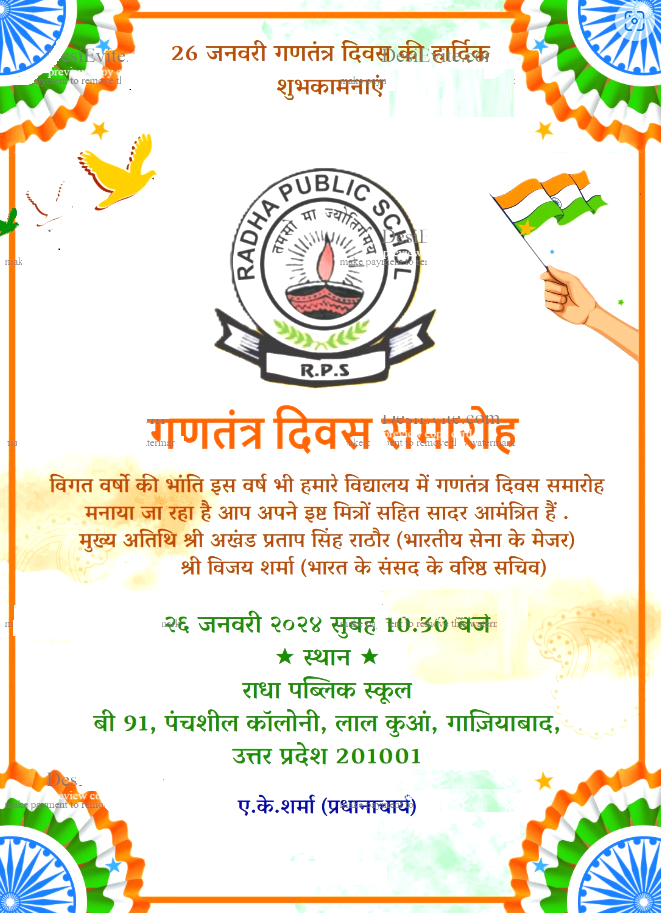 26 जनवरी गणतंत्र दिवस की हार्दिक
शुभकामनाएं
RADHA PUBLIC SCHOOL
तमसो मा ज्योतिर्गमय
R.P.S
गणतंत्र दिवस समारोह
विगत वर्षो की भांति इस वर्ष भी हमारे विद्यालय में गणतंत्र दिवस समारोह
मनाया जा रहा है आप अपने इष्ट मित्रों सहित सादर आमंत्रित हैं .
मुख्य अतिथि श्री अखंड प्रताप सिंह राठौर (भारतीय सेना के मेजर)
श्री विजय शर्मा (भारत के संसद के वरिष्ठ सचिव)
२६ जनवरी २०२४ सुबह 10.30 बजे
★ स्थान ★
राधा पब्लिक स्कूल
बी 91, पंचशील कॉलोनी, लाल कुआं, गाज़ियाबाद,
उत्तर प्रदेश 201001
ए.के.शर्मा (प्रधानाचार्य)